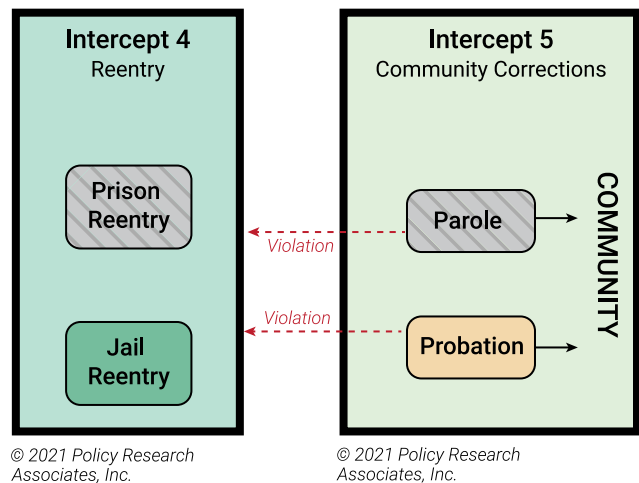 Intercept 4
Reentry
Prison
Reentry
Jail
Reentry
© 2021 Policy Research
Associates, Inc.
Violation
Violation
Intercept 5
Community Corrections
Parole
Probation
COMMUNITY
© 2021 Policy Research
Associates, Inc.